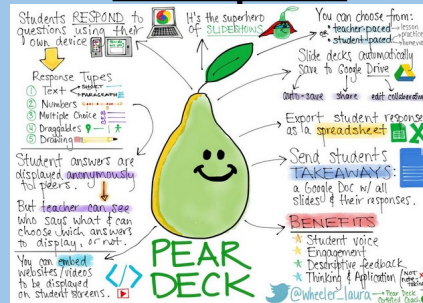 Students RESPOND to
questions using their
own device
It's the superhero
of SLIDESHOWS
You can choose from:
teacher-paced
student-paced
lesson
practice
Slide decks automatically
save to Google Drive
auto-save share edit
Response Types
① Text SHORT
PARAGRAPH
② Numbers
③ Multiple Choice
④ Draggables
⑤ Drawing
Export student responses
as a spreadsheet
Student answers are
displayed anonymously
to peers.
But teacher can see
who says what & can
choose which answers
to display, or not.
You can embed
websites/videos
to be displayed
on student screens.
</>
PEAR
DECK
Send students
TAKEAWAYS:
a Google Doc w/ all
slides & their responses.
BENEFITS
Student voice
Engagement
Descriptive feedback
Thinking & Application
@wheeler_laura